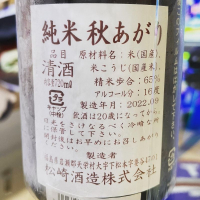 純米 秋あがり
品目
清酒
原材料名:米(国産)、
米こうじ(国産米)
精米歩合:65%
アルコール分:16度
製造年月:2022.09
飲酒は20歳になってから。
製造者
松崎酒造株式会社